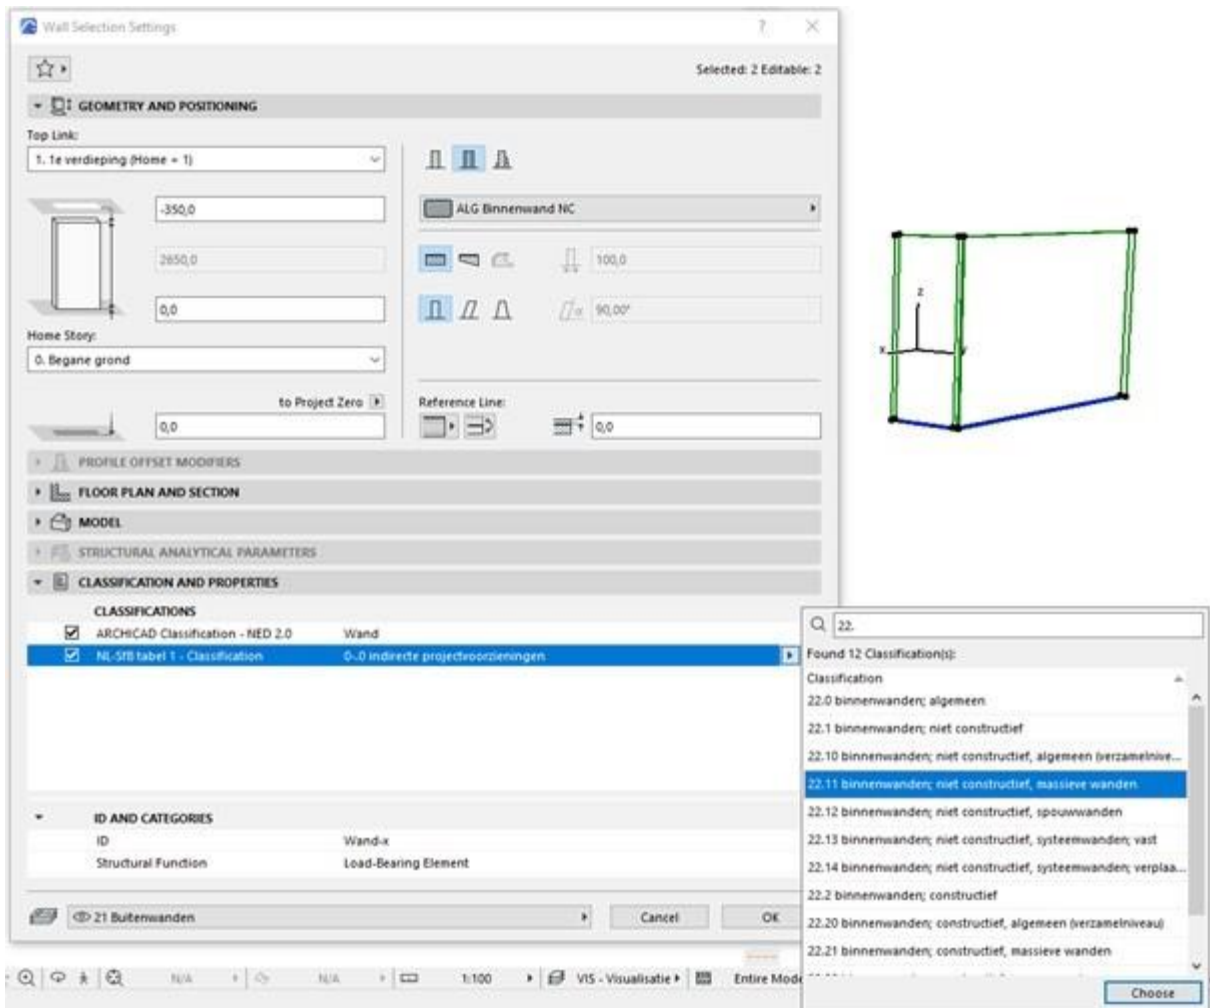 Wall Selection Settings
?
Selected: 2 Editable: 2
GEOMETRY AND POSITIONING
Top Link:
1. 1e verdieping (Home + 1)
-350,0
2650,0
0,0
Home Story:
0. Begane grond
to Project Zero
0,0
ALG Binnenwand NC
100,0
α 90,00°
Reference Line:
0,0
PROFILE OFFSET MODIFIERS
FLOOR PLAN AND SECTION
MODEL
STRUCTURAL ANALYTICAL PARAMETERS
CLASSIFICATION AND PROPERTIES
CLASSIFICATIONS
ARCHICAD Classification - NED 2.0 Wand
NL-SfB tabel 1 - Classification 0-.0 indirecte projectvoorzieningen
ID AND CATEGORIES
ID Wand-x
Structural Function Load-Bearing Element
21 Buitenwanden
Cancel
OK
z
x
y
22.
Found 12 Classification(s):
Classification
22.0 binnenwanden; algemeen
22.1 binnenwanden; niet constructief
22.10 binnenwanden; niet constructief, algemeen (verzamelnive...
22.11 binnenwanden; niet constructief, massieve wanden
22.12 binnenwanden; niet constructief, spouwwanden
22.13 binnenwanden; niet constructief, systeemwanden; vast
22.14 binnenwanden; niet constructief, systeemwanden; verplaa...
22.2 binnenwanden; constructief
22.20 binnenwanden; constructief, algemeen (verzamelniveau)
22.21 binnenwanden; constructief, massieve wanden
Choose
N/A
N/A
1:100
VIS - Visualisatie
Entire Mode